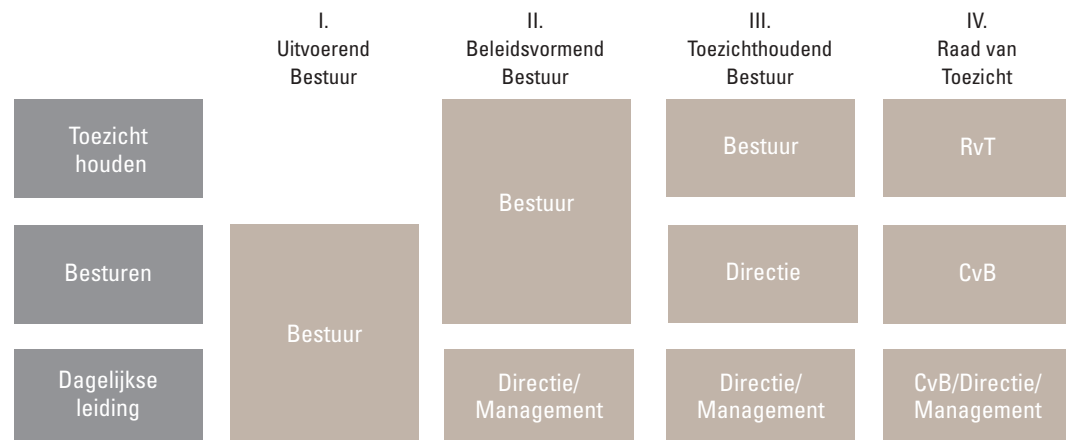 I.
Uitvoerend
Bestuur
II.
Beleidsvormend
Bestuur
III.
Toezichthoudend
Bestuur
IV.
Raad van
Toezicht
Toezicht
houden
Bestuur
Bestuur
RvT
Besturen
Bestuur
Directie
CvB
Dagelijkse
leiding
Directie/
Management
Directie/
Management
CvB/Directie/
Management